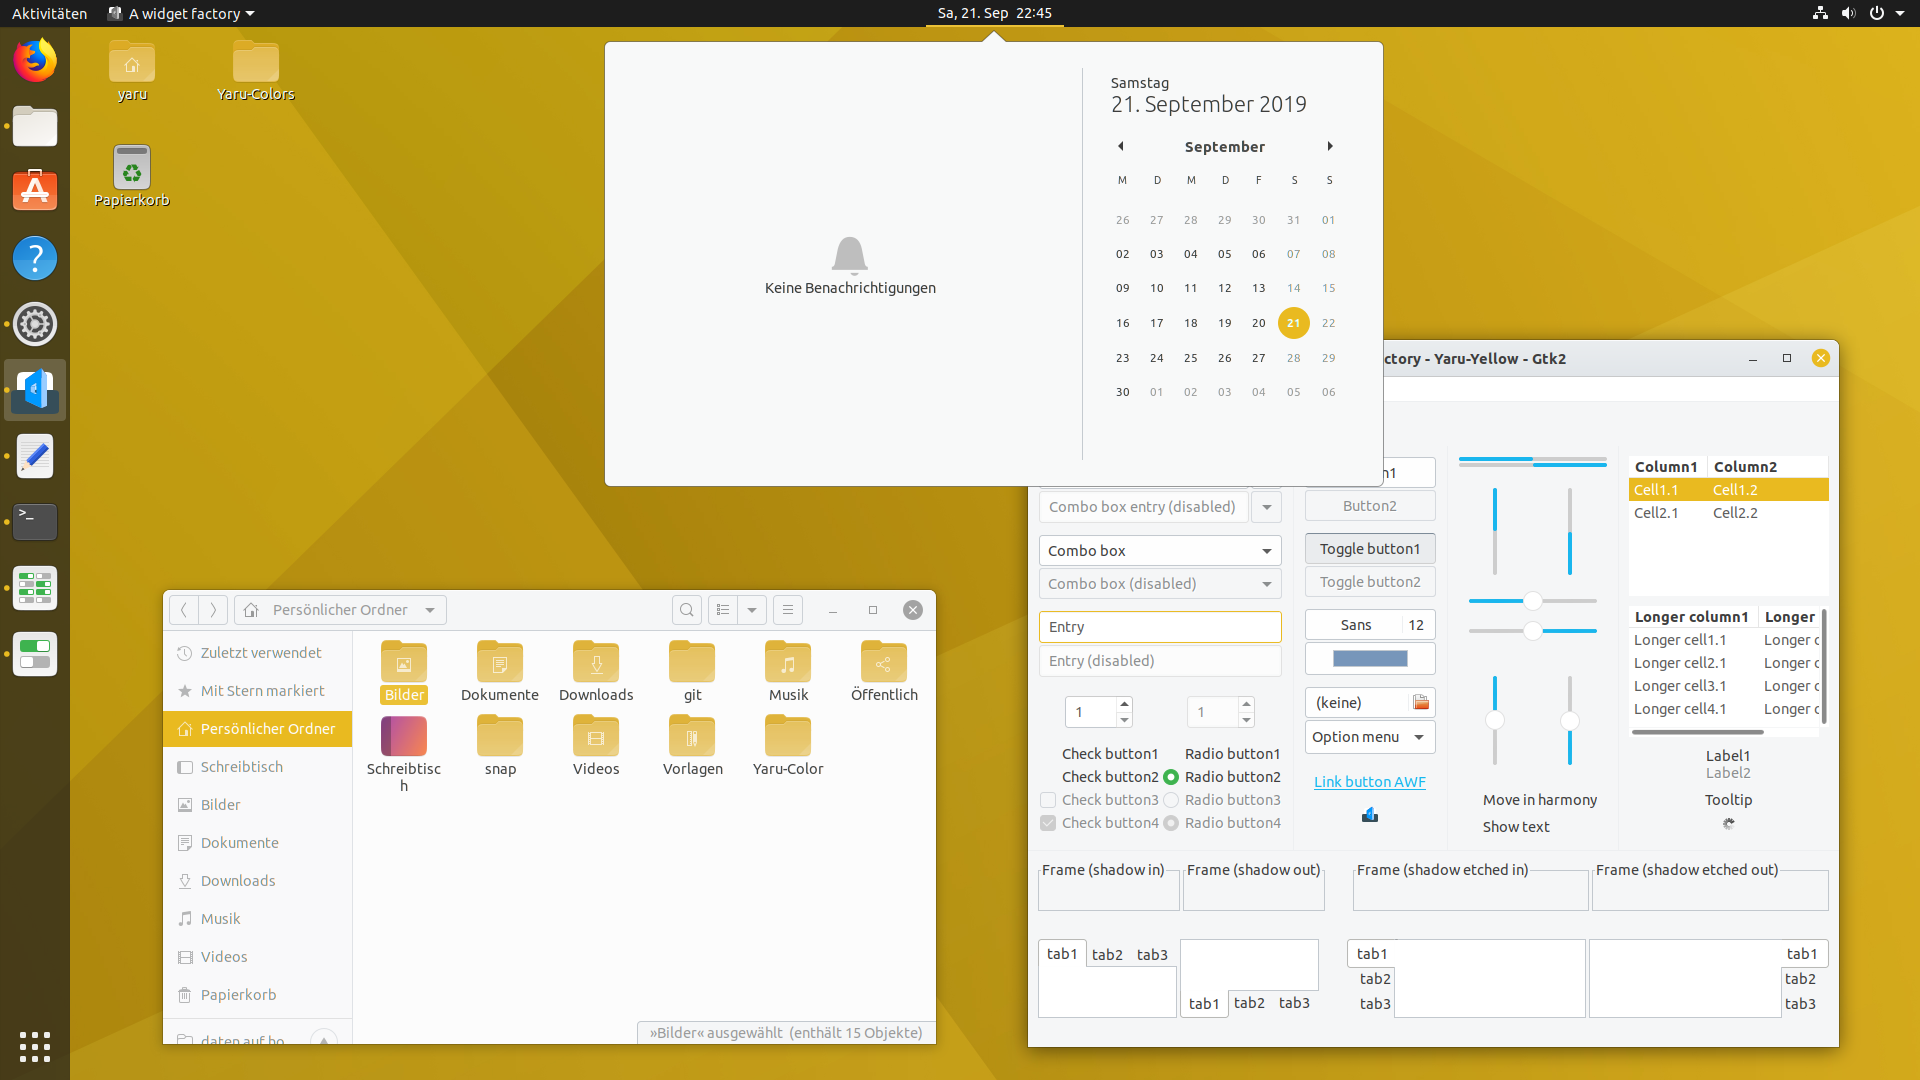 Aktivitäten
A widget factory
Sa, 21. Sep 22:45
yaru
Yaru-Colors
Papierkorb
Keine Benachrichtigungen
Samstag
21. September 2019
September
M D M D F S S
26 27 28 29 30 31 01
02 03 04 05 06 07 08
09 10 11 12 13 14 15
16 17 18 19 20 21 22
23 24 25 26 27 28 29
30 01 02 03 04 05 06
Persönlicher Ordner
Zuletzt verwendet
Mit Stern markiert
Persönlicher Ordner
Schreibtisch
Bilder
Dokumente
Downloads
Musik
Videos
Papierkorb
Bilder
Dokumente
Downloads
git
Musik
Öffentlich
Schreibtisc
h
snap
Videos
Vorlagen
Yaru-Color
»Bilder« ausgewählt (enthält 15 Objekte)
ctory - Yaru-Yellow - Gtk2
Combo box entry (disabled)
Combo box
Combo box (disabled)
Entry
Entry (disabled)
1
1
Check button1
Check button2
Check button3
Check button4
Radio button1
Radio button2
Radio button3
Radio button4
n1
Button2
Toggle button1
Toggle button2
Sans 12
(keine)
Option menu
Link button AWF
Move in harmony
Show text
Column1 Column2
Cell1.1 Cell1.2
Cell2.1 Cell2.2
Longer column1 Longer
Longer cell1.1 Longer c
Longer cell2.1 Longer c
Longer cell3.1 Longer c
Longer cell4.1 Longer c
Label1
Label2
Tooltip
Frame (shadow in)
Frame (shadow out)
Frame (shadow etched in)
Frame (shadow etched out)
tab1 tab2 tab3
tab1 tab2 tab3
tab1
tab2
tab3
tab1
tab2
tab3